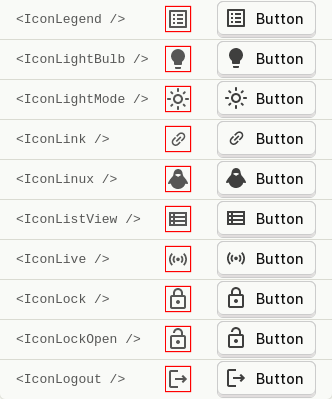 <IconLegend /> Button
<IconLightBulb /> Button
<IconLightMode /> Button
<IconLink /> Button
<IconLinux /> Button
<IconListView /> Button
<IconLive /> Button
<IconLock /> Button
<IconLockOpen /> Button
<IconLogout /> Button